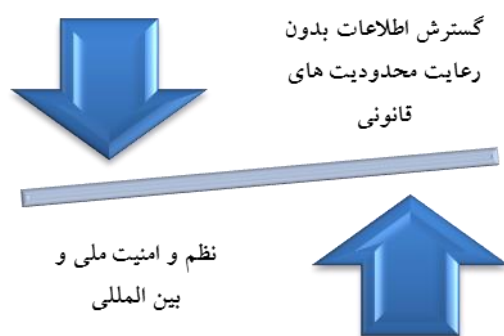 گسترش اطلاعات بدون
رعایت محدودیت های
قانونی
نظم و امنیت ملی و
بین المللی